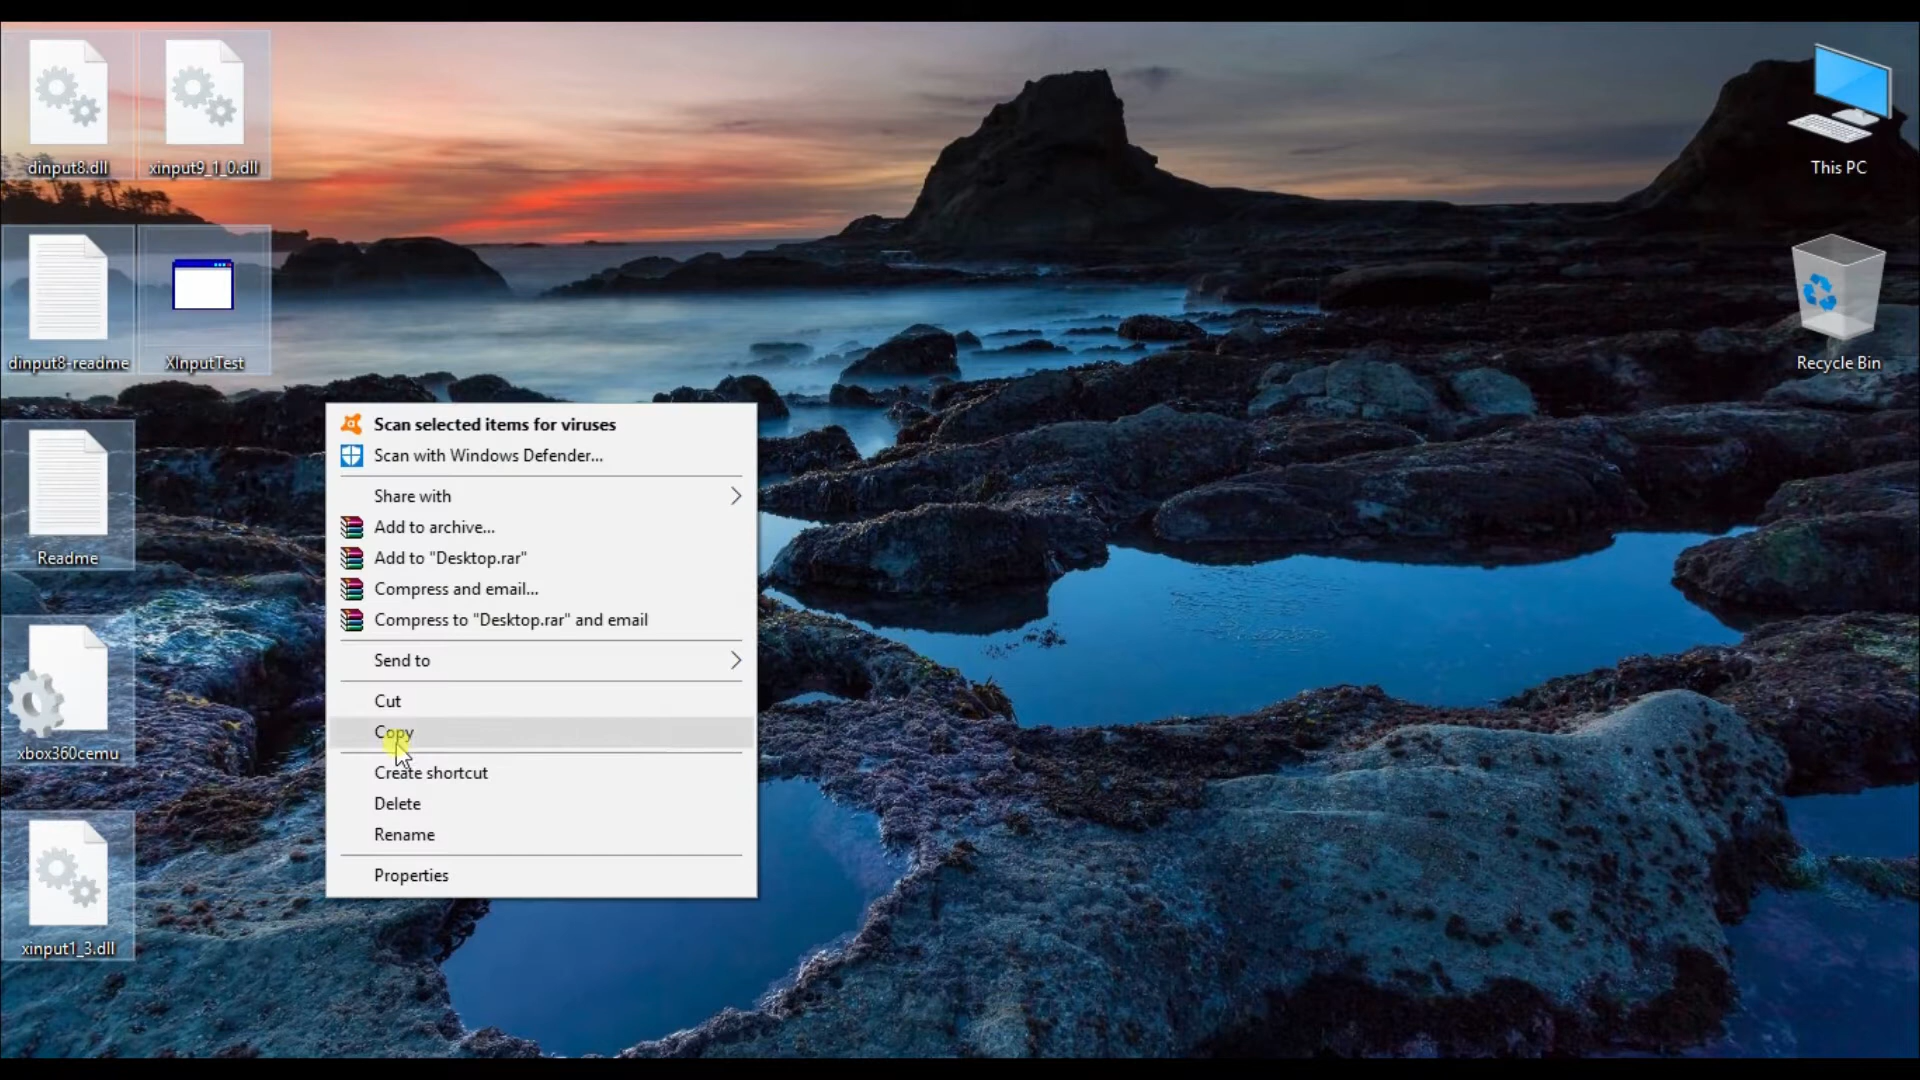 dinput8.dll
xinput9_1_0.dll
This PC
dinput8-readme
XInputTest
Recycle Bin
Scan selected items for viruses
Scan with Windows Defender...
Share with
Add to archive...
Add to "Desktop.rar"
Readme
Compress and email...
Compress to "Desktop.rar" and email
Send to
Cut
Copy
xbox360cemu
Create shortcut
Delete
Rename
Properties
xinput1_3.dll